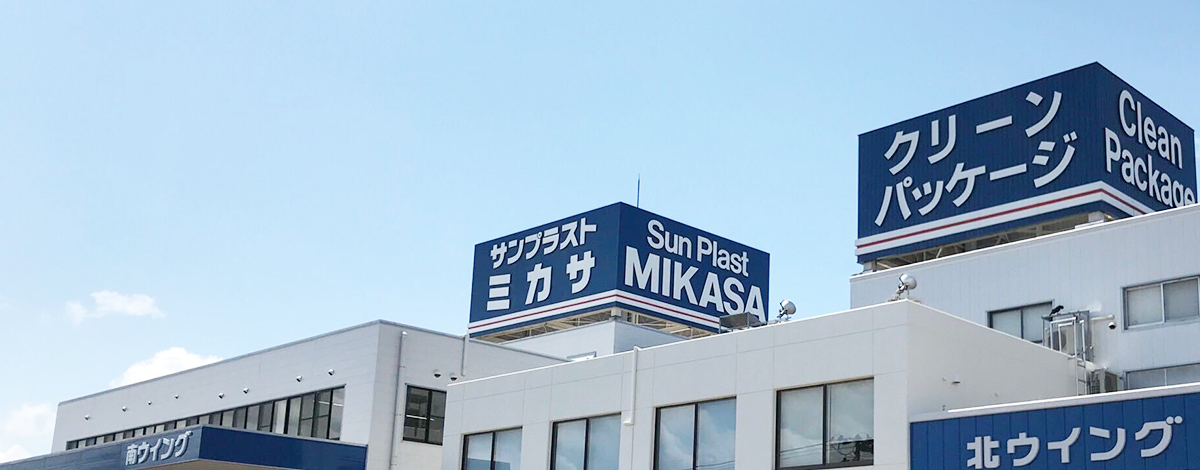 クリーン
パッケージ
Clean
Package
サンプラスト
ミカサ
Sun Plast
MIKASA
南ウイング
北ウイング